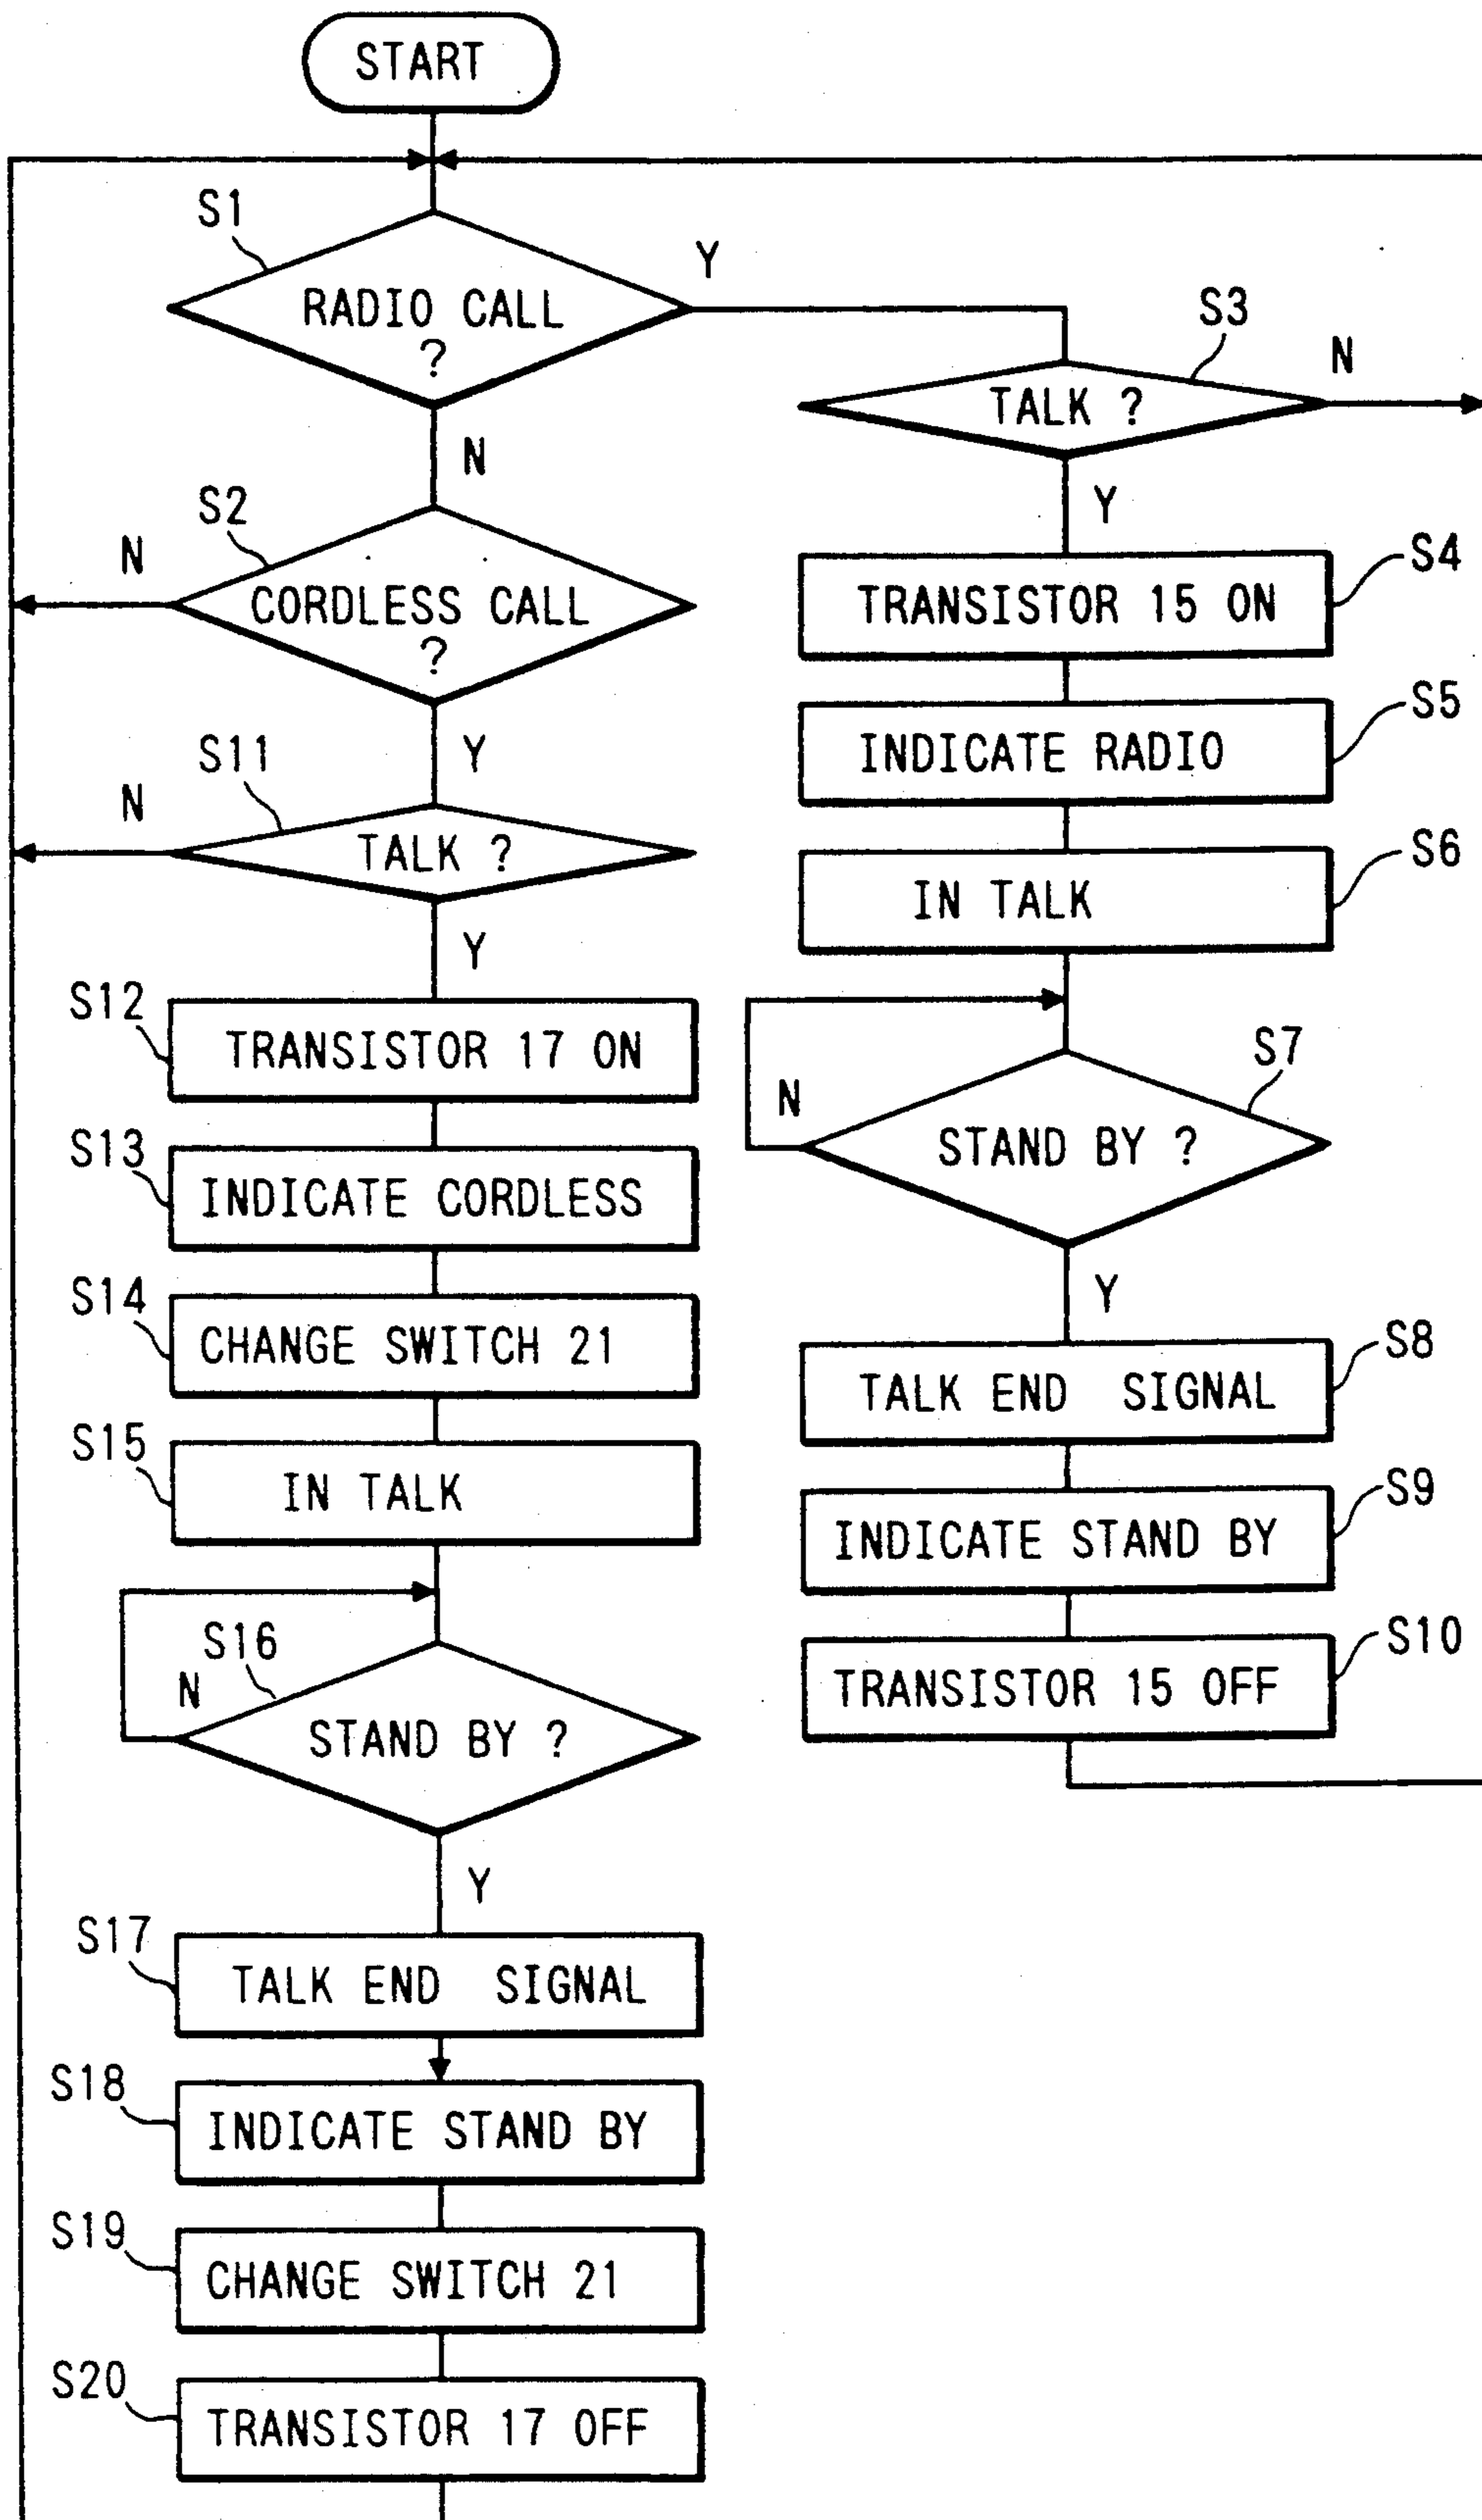 START
S1
RADIO CALL
?
Y
N
S2
CORDLESS CALL
?
N
Y
S11
TALK ?
N
Y
S12
TRANSISTOR 17 ON
S13
INDICATE CORDLESS
S14
CHANGE SWITCH 21
S15
IN TALK
S16
N
STAND BY ?
Y
S17
TALK END SIGNAL
S18
INDICATE STAND BY
S19
CHANGE SWITCH 21
S20
TRANSISTOR 17 OFF
S3
TALK ?
N
Y
S4
TRANSISTOR 15 ON
S5
INDICATE RADIO
S6
IN TALK
S7
N
STAND BY ?
Y
S8
TALK END SIGNAL
S9
INDICATE STAND BY
S10
TRANSISTOR 15 OFF